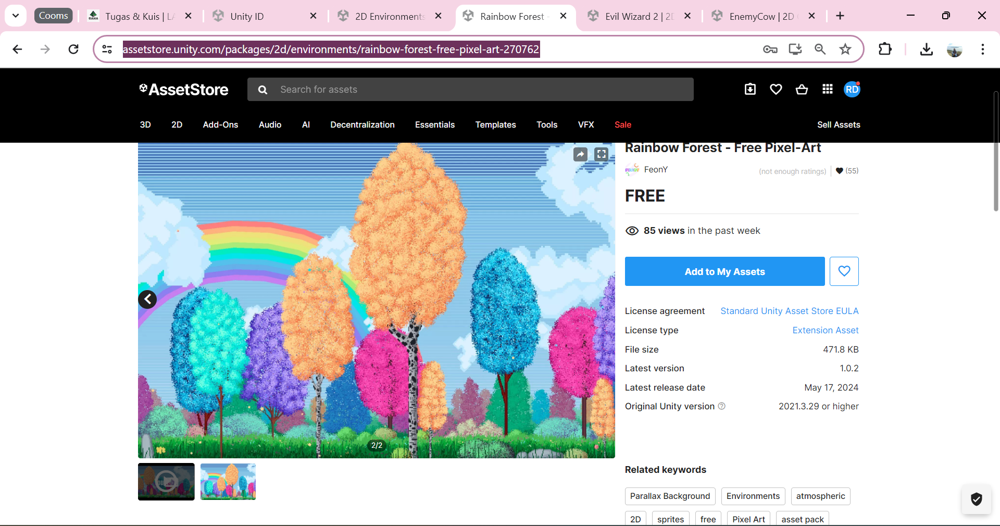 Cooms
Tugas & Kuis | LA
Unity ID
2D Environments
Rainbow Forest -
Evil Wizard 2 | 2D
EnemyCow | 2D
assetstore.unity.com/packages/2d/environments/rainbow-forest-free-pixel-art-270762
AssetStore
Search for assets
RD
3D 2D Add-Ons Audio AI Decentralization Essentials Templates Tools VFX Sale Sell Assets
Rainbow Forest - Free Pixel-Art
FeonY
(not enough ratings) (55)
FREE
85 views in the past week
Add to My Assets
License agreement Standard Unity Asset Store EULA
License type Extension Asset
File size 471.8 KB
Latest version 1.0.2
Latest release date May 17, 2024
Original Unity version 2021.3.29 or higher
2/2
Related keywords
Parallax Background Environments atmospheric
2D sprites free Pixel Art asset pack